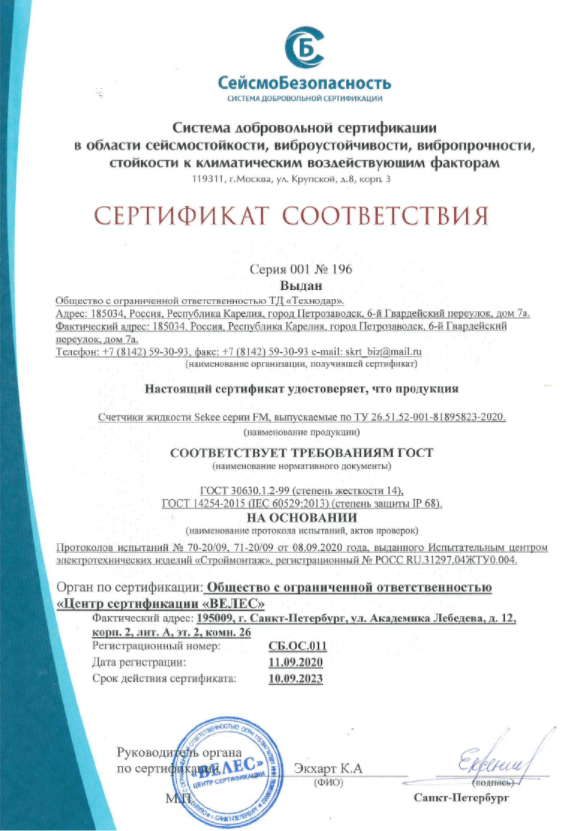 СБ
СейсмоБезопасность
СИСТЕМА ДОБРОВОЛЬНОЙ СЕРТИФИКАЦИИ
Система добровольной сертификации
в области сейсмостойкости, виброустойчивости, вибропрочности,
стойкости к климатическим воздействующим факторам
119311, г.Москва, ул. Крупской, д.8, корп. 3
СЕРТИФИКАТ СООТВЕТСТВИЯ
Серия 001 № 196
Выдан
Общество с ограниченной ответственностью ТД «Технодар».
Адрес: 185034, Россия, Республика Карелия, город Петрозаводск, 6-й Гвардейский переулок, дом 7а.
Фактический адрес: 185034, Россия, Республика Карелия, город Петрозаводск, 6-й Гвардейский
переулок, дом 7а.
Телефон: +7 (8142) 59-30-93, факс: +7 (8142) 59-30-93 e-mail: skrt_biz@mail.ru
(наименование организации, получившей сертификат)
Настоящий сертификат удостоверяет, что продукция
Счетчики жидкости Sekee серии FM, выпускаемые по ТУ 26.51.52-001-81895823-2020.
(наименование продукции)
СООТВЕТСТВУЕТ ТРЕБОВАНИЯМ ГОСТ
(наименование нормативного документы)
ГОСТ 30630.1.2-99 (степень жесткости 14),
ГОСТ 14254-2015 (IEC 60529:2013) (степень защиты IP 68).
НА ОСНОВАНИИ
(наименование протокола испытаний, актов проверок)
Протоколов испытаний № 70-20/09, 71-20/09 от 08.09.2020 года, выданного Испытательным центром
электротехнических изделий «Строймонтаж», регистрационный № РОСС RU.31297.04ЖТУ0.004.
Орган по сертификации: Общество с ограниченной ответственностью
«Центр сертификации «ВЕЛЕС»
Фактический адрес: 195009, г. Санкт-Петербург, ул. Академика Лебедева, д. 12,
корп. 2, лит. А, эт. 2, комн. 26
Регистрационный номер: СБ.ОС.011
Дата регистрации: 11.09.2020
Срок действия сертификата: 10.09.2023
Руководитель органа
по сертификации Экхарт К.А
(ФИО) (подпись)
М.П. Санкт-Петербург
«ВЕЛЕС»
ЦЕНТР СЕРТИФИКАЦИИ